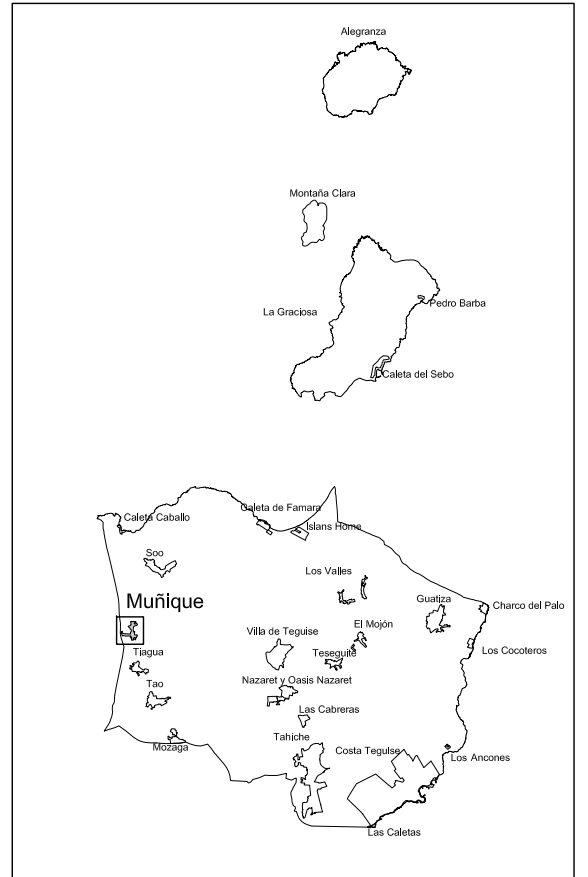 Alegranza
Montaña Clara
La Graciosa
Pedro Barba
Caleta del Sebo
Caleta Caballo
Caleta de Famara
Islans Home
Soo
Los Valles
Muñique
Guatiza
Charco del Palo
El Mojón
Villa de Teguise
Los Cocoteros
Tiagua
Teseguite
Tao
Nazaret y Oasis Nazaret
Las Cabreras
Mozaga
Tahiche
Costa Teguise
Los Ancones
Las Caletas